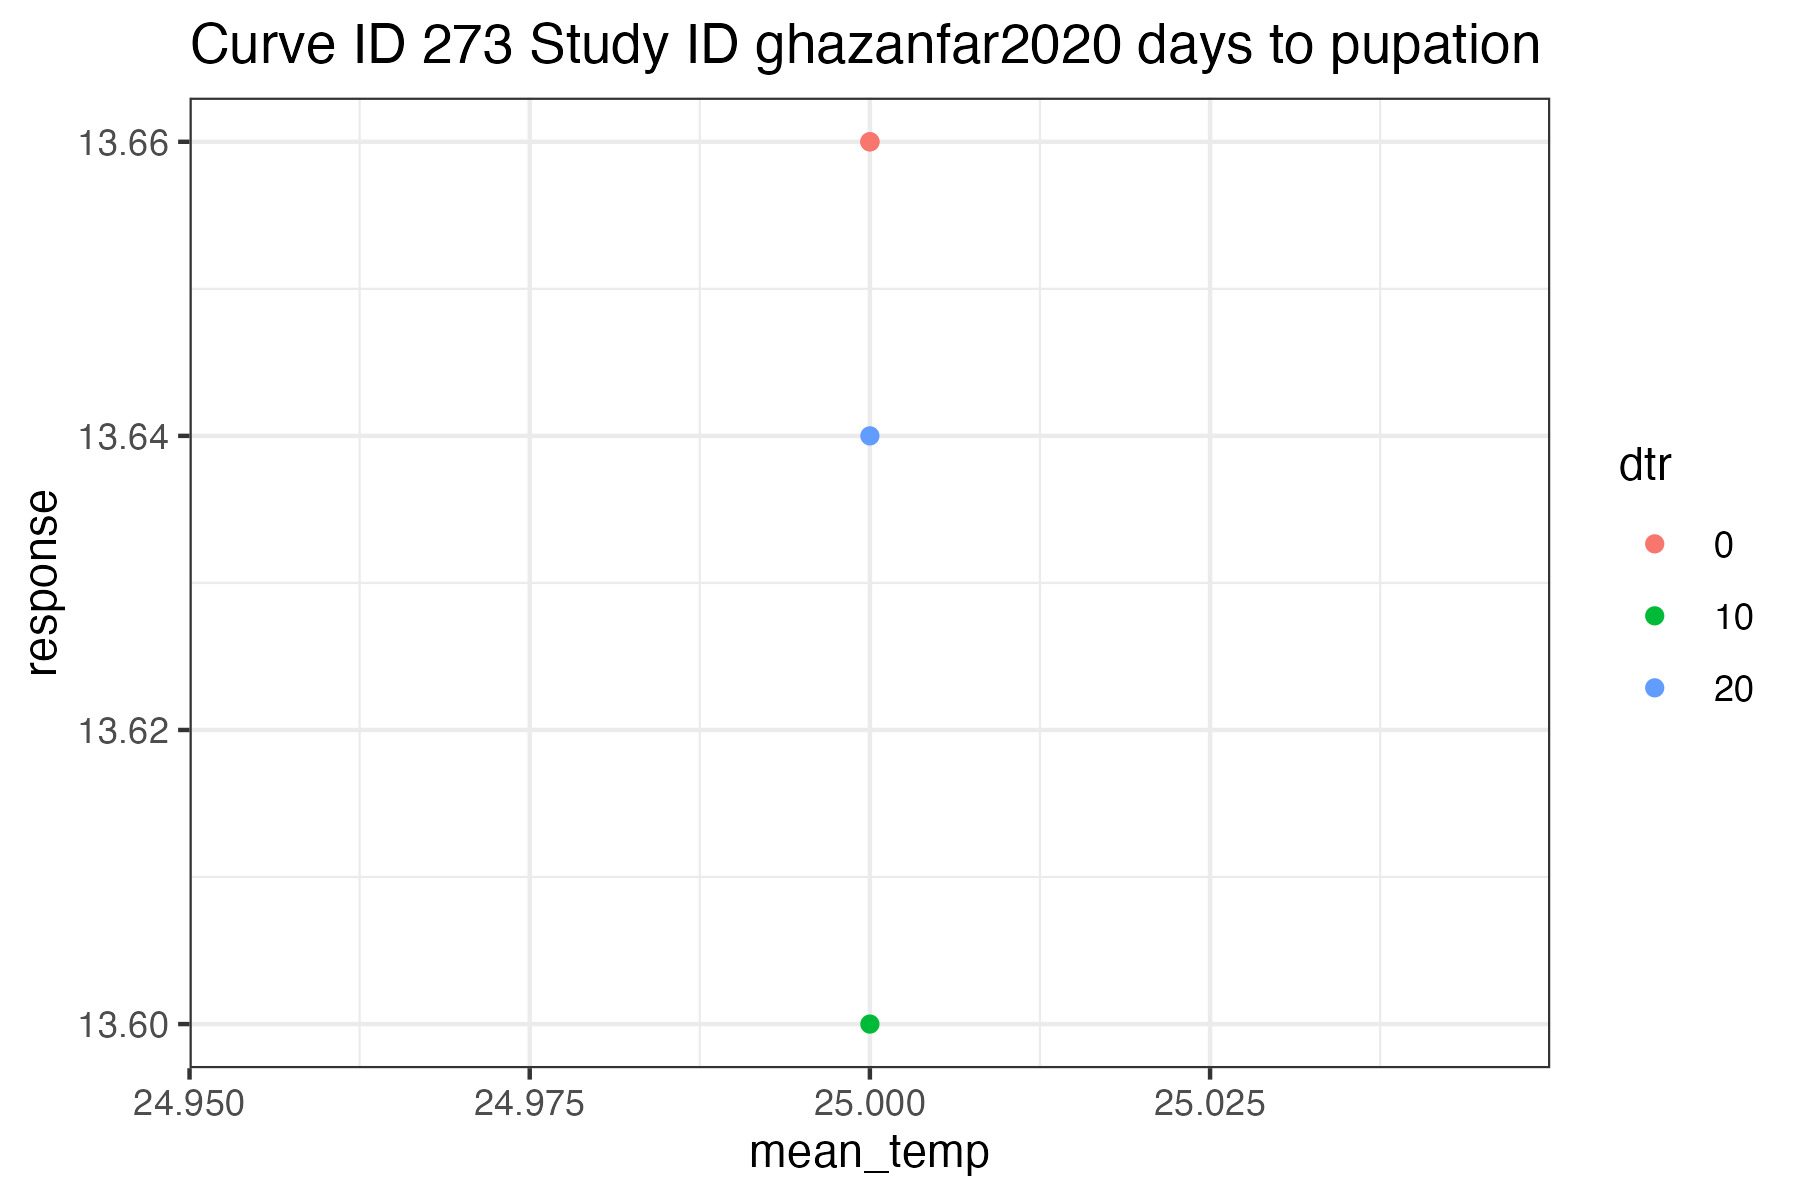 Curve ID 273 Study ID ghazanfar2020 days to pupation
13.66
13.64
13.62
13.60
response
24.950
24.975
25.000
25.025
mean_temp
dtr
0
10
20